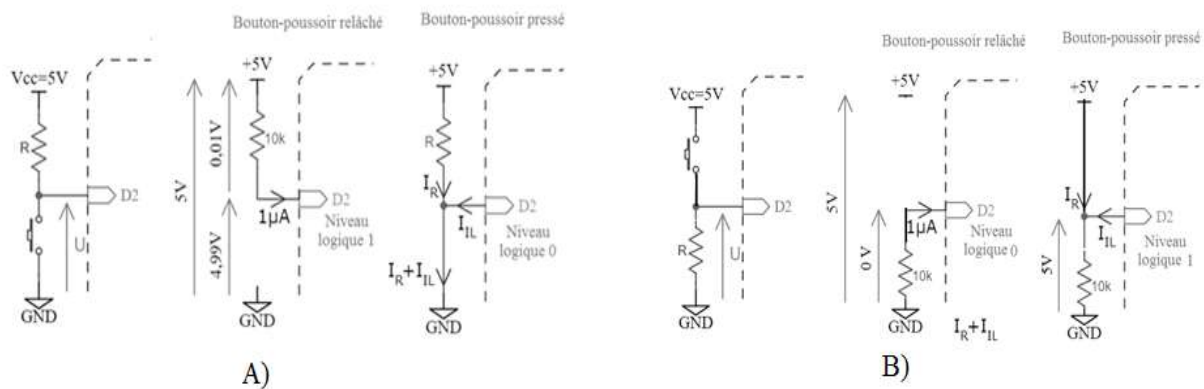 Bouton-poussoir relâché
Bouton-poussoir pressé
Vcc=5V
+5V
+5V
R
10k
R
5V
0,01V
4,99V
D2
D2
D2
1µA
I_R
I_IL
U
Niveau
logique 1
Niveau
logique 0
I_R+I_IL
GND
GND
GND
A)
Bouton-poussoir relâché
Bouton-poussoir pressé
Vcc=5V
+5V
+5V
5V
D2
D2
D2
1µA
I_R
I_IL
R
U
0 V
10k
Niveau
logique 0
5V
10k
Niveau
logique 1
GND
GND
GND
I_R+I_IL
B)